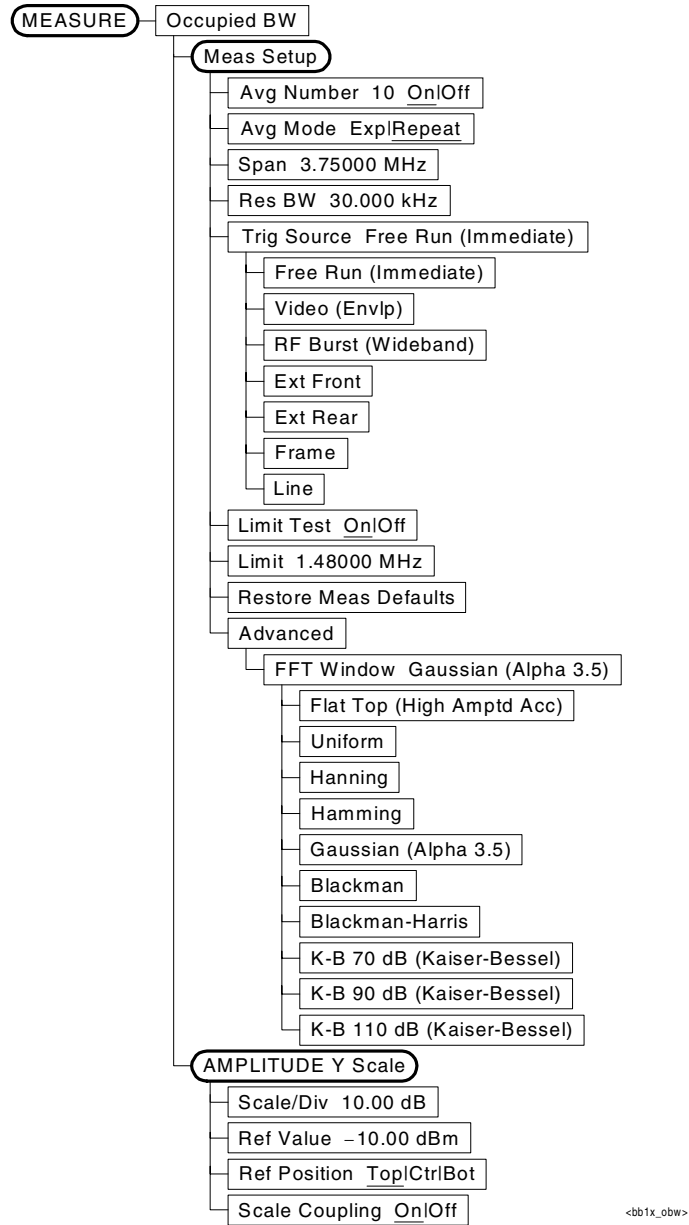 MEASURE
Occupied BW
Meas Setup
Avg Number 10 On|Off
Avg Mode Exp|Repeat
Span 3.75000 MHz
Res BW 30.000 kHz
Trig Source Free Run (Immediate)
Free Run (Immediate)
Video (Envlp)
RF Burst (Wideband)
Ext Front
Ext Rear
Frame
Line
Limit Test On|Off
Limit 1.48000 MHz
Restore Meas Defaults
Advanced
FFT Window Gaussian (Alpha 3.5)
Flat Top (High Amptd Acc)
Uniform
Hanning
Hamming
Gaussian (Alpha 3.5)
Blackman
Blackman-Harris
K-B 70 dB (Kaiser-Bessel)
K-B 90 dB (Kaiser-Bessel)
K-B 110 dB (Kaiser-Bessel)
AMPLITUDE Y Scale
Scale/Div 10.00 dB
Ref Value −10.00 dBm
Ref Position Top|Ctr|Bot
Scale Coupling On|Off
<bb1x_obw>